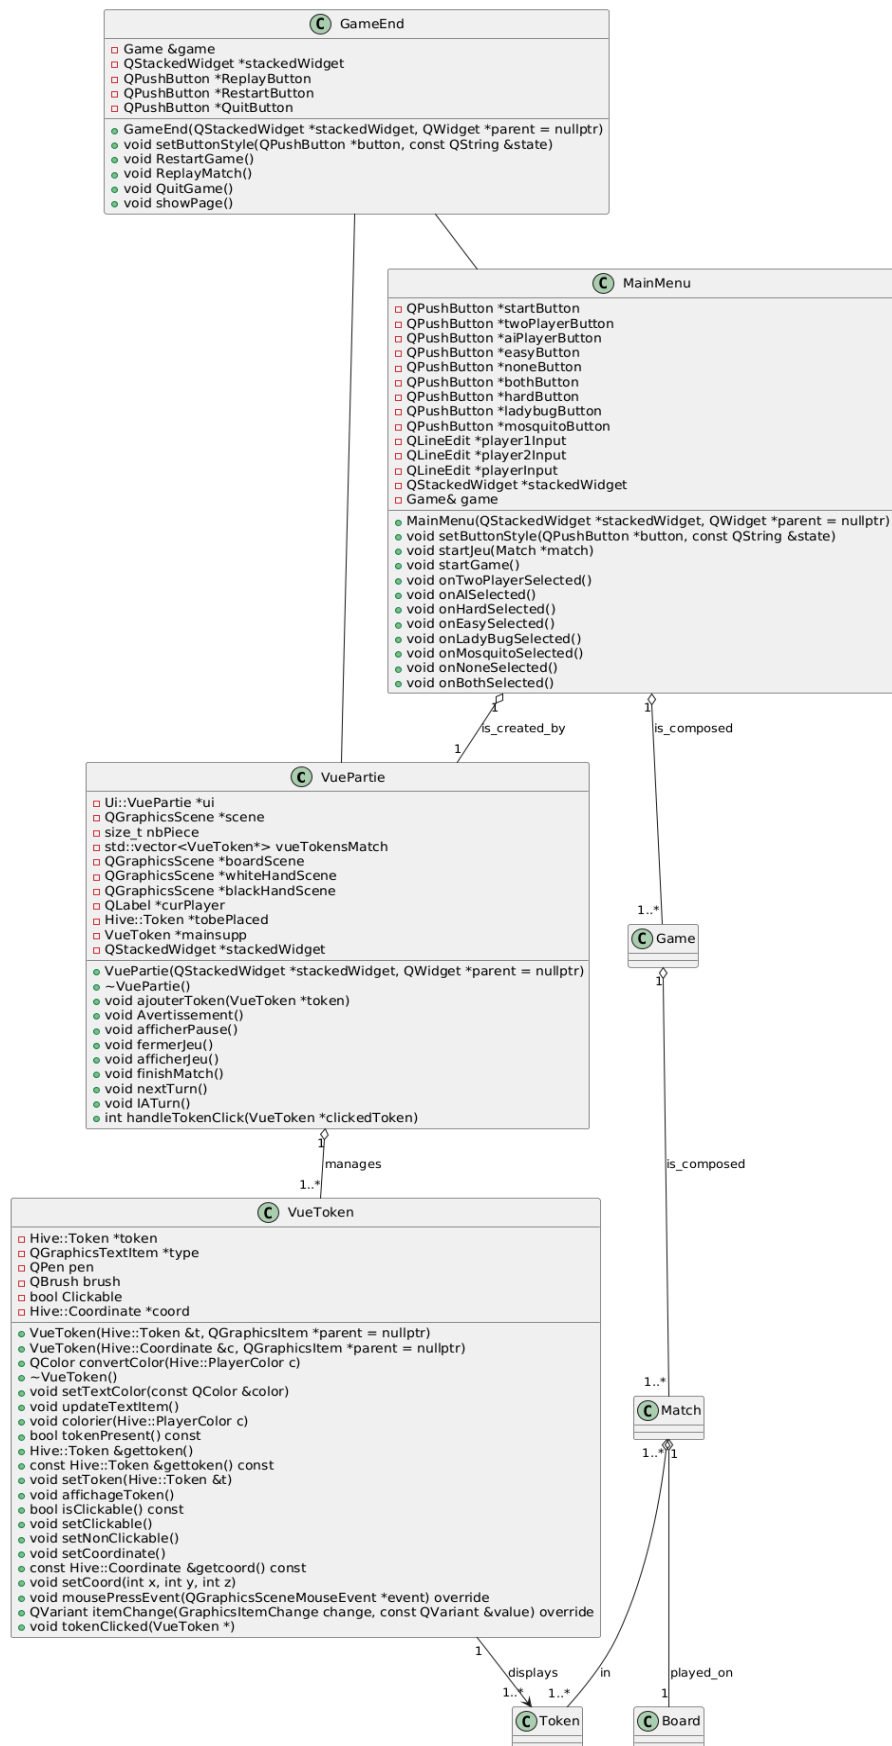 C GameEnd
Game &game
QStackedWidget *stackedWidget
QPushButton *ReplayButton
QPushButton *RestartButton
QPushButton *QuitButton
GameEnd(QStackedWidget *stackedWidget, QWidget *parent = nullptr)
void setButtonStyle(QPushButton *button, const QString &state)
void RestartGame()
void ReplayMatch()
void QuitGame()
void showPage()
C MainMenu
QPushButton *startButton
QPushButton *twoPlayerButton
QPushButton *aiPlayerButton
QPushButton *easyButton
QPushButton *noneButton
QPushButton *bothButton
QPushButton *hardButton
QPushButton *ladybugButton
QPushButton *mosquitoButton
QLineEdit *player1Input
QLineEdit *player2Input
QLineEdit *playerInput
QStackedWidget *stackedWidget
Game& game
MainMenu(QStackedWidget *stackedWidget, QWidget *parent = nullptr)
void setButtonStyle(QPushButton *button, const QString &state)
void startJeu(Match *match)
void startGame()
void onTwoPlayerSelected()
void onAISelected()
void onHardSelected()
void onEasySelected()
void onLadyBugSelected()
void onMosquitoSelected()
void onNoneSelected()
void onBothSelected()
1
is_created_by
1
1
is_composed
1..*
C VuePartie
Ui::VuePartie *ui
QGraphicsScene *scene
size_t nbPiece
std::vector<VueToken*> vueTokensMatch
QGraphicsScene *boardScene
QGraphicsScene *whiteHandScene
QGraphicsScene *blackHandScene
QLabel *curPlayer
Hive::Token *tobePlaced
VueToken *mainsupp
QStackedWidget *stackedWidget
VuePartie(QStackedWidget *stackedWidget, QWidget *parent = nullptr)
~VuePartie()
void ajouterToken(VueToken *token)
void Avertissement()
void afficherPause()
void fermerJeu()
void afficherJeu()
void finishMatch()
void nextTurn()
void IATurn()
int handleTokenClick(VueToken *clickedToken)
C Game
1
manages
1..*
1
is_composed
1..*
C VueToken
Hive::Token *token
QGraphicsTextItem *type
QPen pen
QBrush brush
bool Clickable
Hive::Coordinate *coord
VueToken(Hive::Token &t, QGraphicsItem *parent = nullptr)
VueToken(Hive::Coordinate &c, QGraphicsItem *parent = nullptr)
QColor convertColor(Hive::PlayerColor c)
~VueToken()
void setTextColor(const QColor &color)
void updateTextItem()
void colorier(Hive::PlayerColor c)
bool tokenPresent() const
Hive::Token &gettoken()
const Hive::Token &gettoken() const
void setToken(Hive::Token &t)
void affichageToken()
bool isClickable() const
void setClickable()
void setNonClickable()
void setCoordinate()
const Hive::Coordinate &getcoord() const
void setCoord(int x, int y, int z)
void mousePressEvent(QGraphicsSceneMouseEvent *event) override
QVariant itemChange(GraphicsItemChange change, const QVariant &value) override
void tokenClicked(VueToken *)
C Match
1..*
1
1
displays
1..*
in
1..*
played_on
1
C Token
C Board